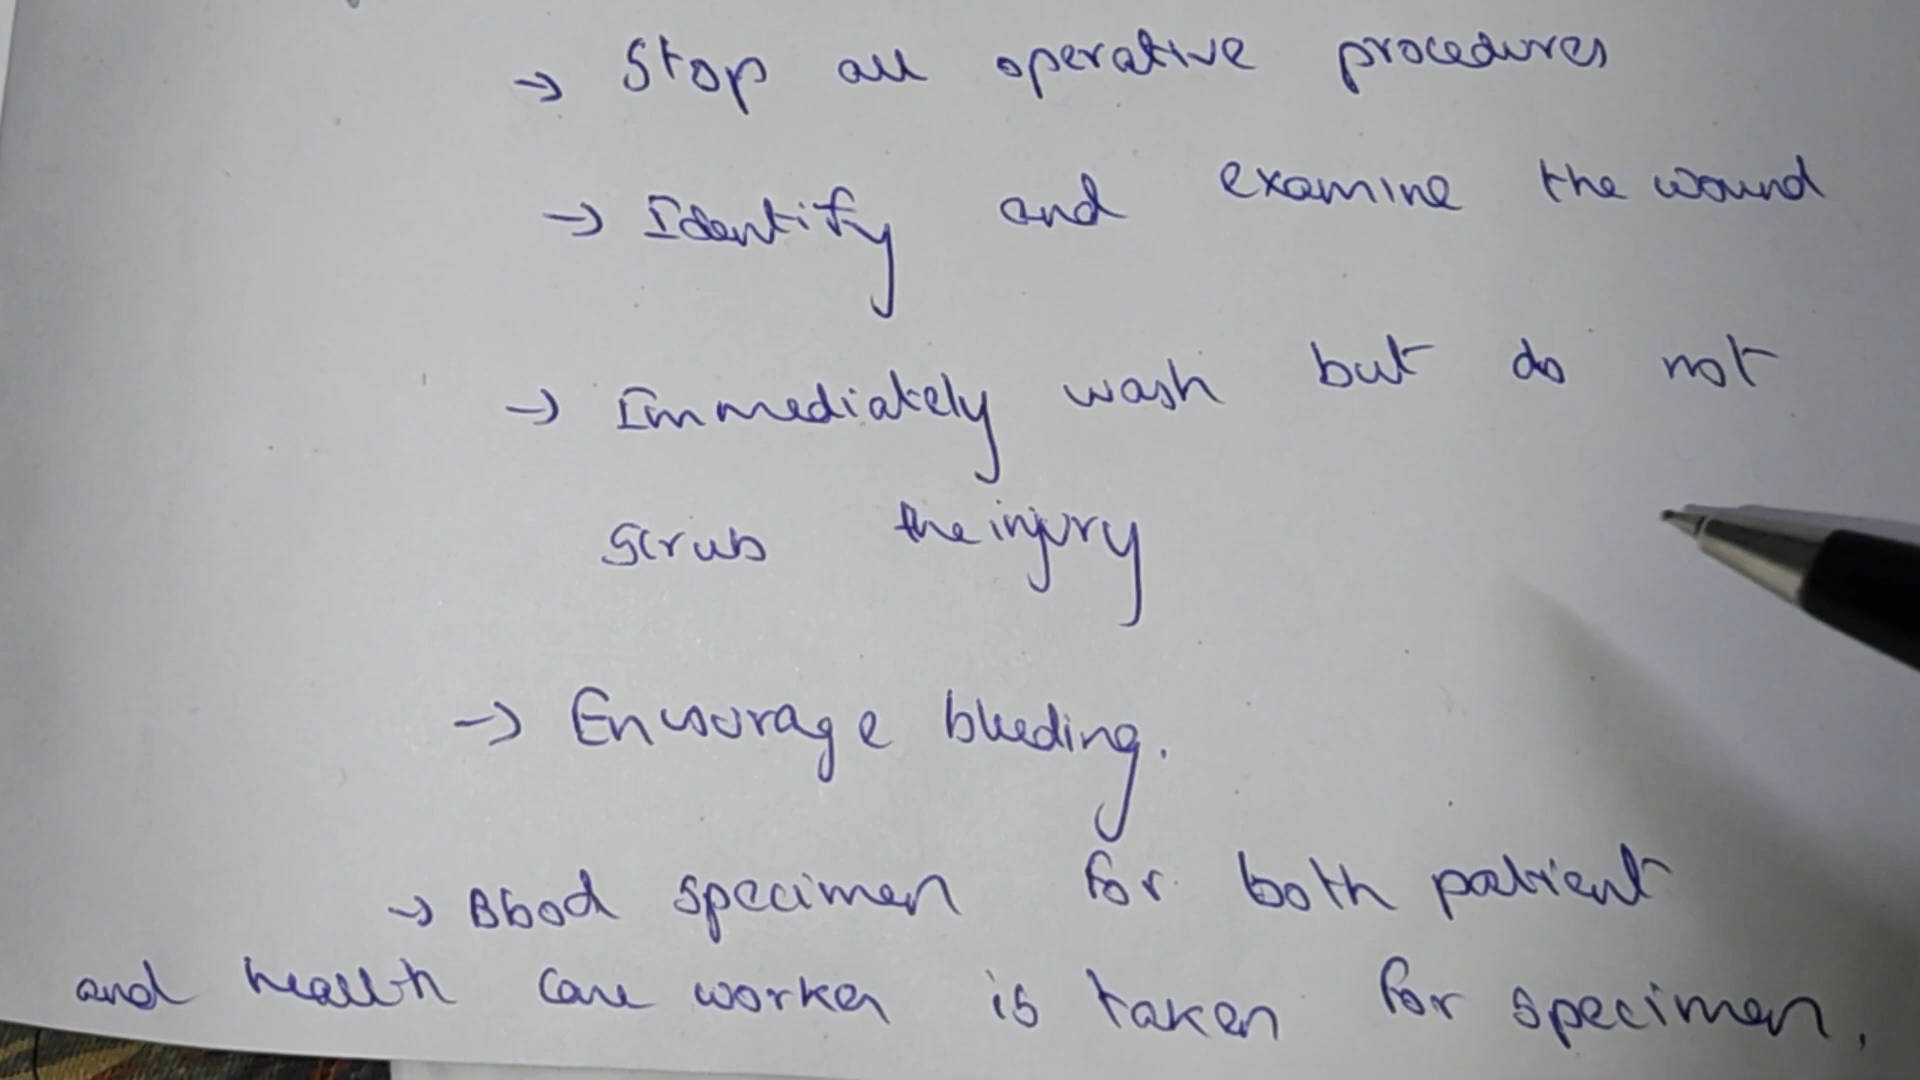 → Stop all operative procedures
→ Identify and examine the wound
→ Immediately wash but do not
scrub the injury
→ Encourage bleeding.
→ Blood specimen for both patient
and health care worker is taken for specimen.